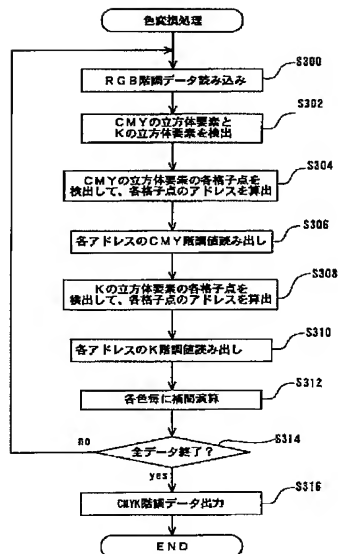 色変換処理
RGB階調データ読み込み
S300
CMYの立方体要素と
Kの立方体要素を検出
S302
CMYの立方体要素の各格子点を
検出して、各格子点のアドレスを算出
S304
各アドレスのCMY階調値読み出し
S306
Kの立方体要素の各格子点を
検出して、各格子点のアドレスを算出
S308
各アドレスのK階調値読み出し
S310
各色毎に補間演算
S312
no
全データ終了?
S314
yes
CMYK階調データ出力
S316
END